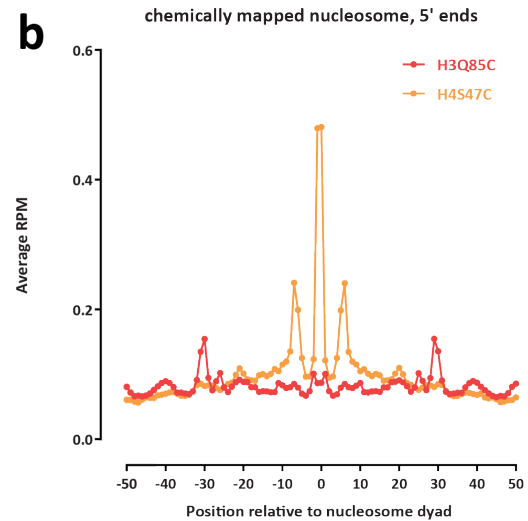 b
chemically mapped nucleosome, 5' ends
H3Q85C
H4S47C
Average RPM
0.6
0.4
0.2
0.0
-50 -40 -30 -20 -10 0 10 20 30 40 50
Position relative to nucleosome dyad